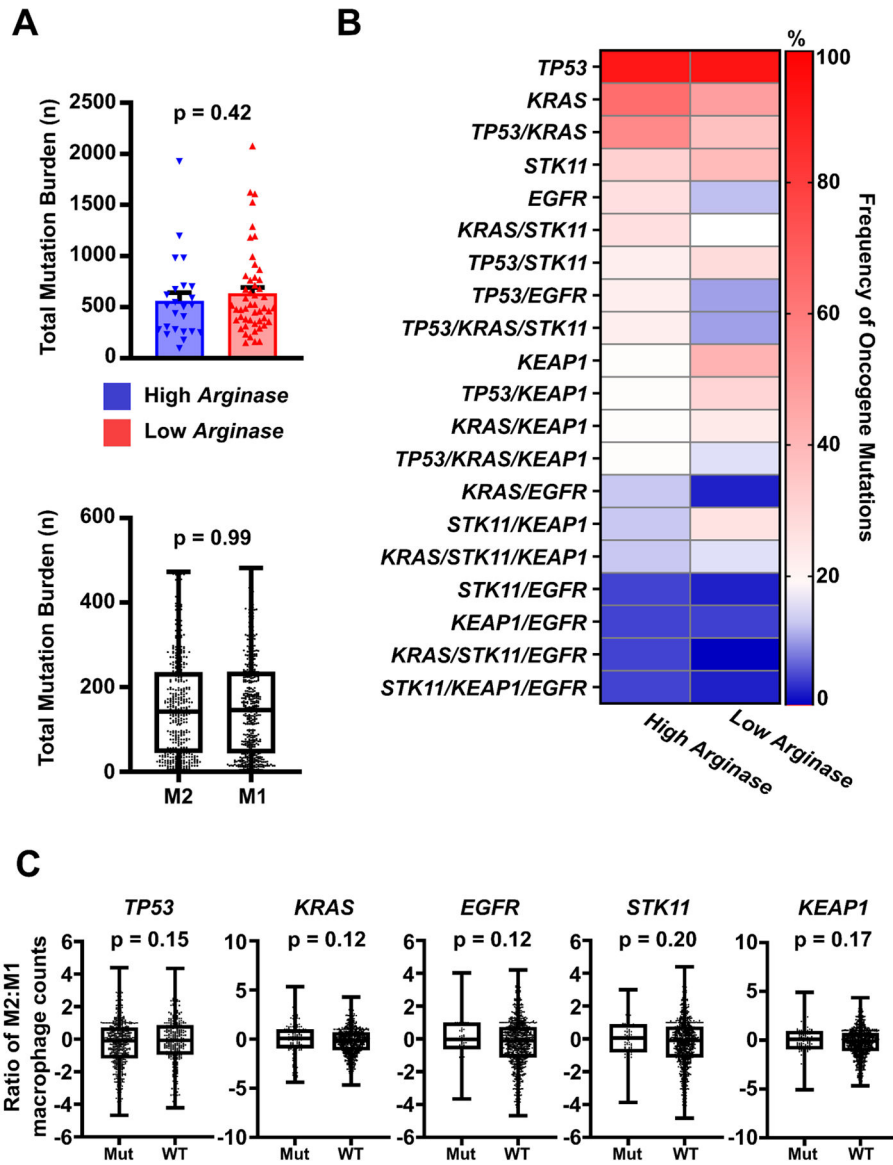 A
Total Mutation Burden (n)
2500
2000
1500
1000
500
0
p = 0.42
High Arginase
Low Arginase
Total Mutation Burden (n)
600
400
200
0
p = 0.99
M2
M1
B
%
TP53
KRAS
TP53/KRAS
STK11
EGFR
KRAS/STK11
TP53/STK11
TP53/EGFR
TP53/KRAS/STK11
KEAP1
TP53/KEAP1
KRAS/KEAP1
TP53/KRAS/KEAP1
KRAS/EGFR
STK11/KEAP1
KRAS/STK11/KEAP1
STK11/EGFR
KEAP1/EGFR
KRAS/STK11/EGFR
STK11/KEAP1/EGFR
High Arginase
Low Arginase
100
80
60
40
20
0
Frequency of Oncogene Mutations
C
Ratio of M2:M1
macrophage counts
TP53
p = 0.15
6
4
2
0
-2
-4
-6
Mut
WT
KRAS
p = 0.12
10
5
0
-5
-10
Mut
WT
EGFR
p = 0.12
6
4
2
0
-2
-4
-6
Mut
WT
STK11
p = 0.20
6
4
2
0
-2
-4
-6
Mut
WT
KEAP1
p = 0.17
10
5
0
-5
-10
Mut
WT